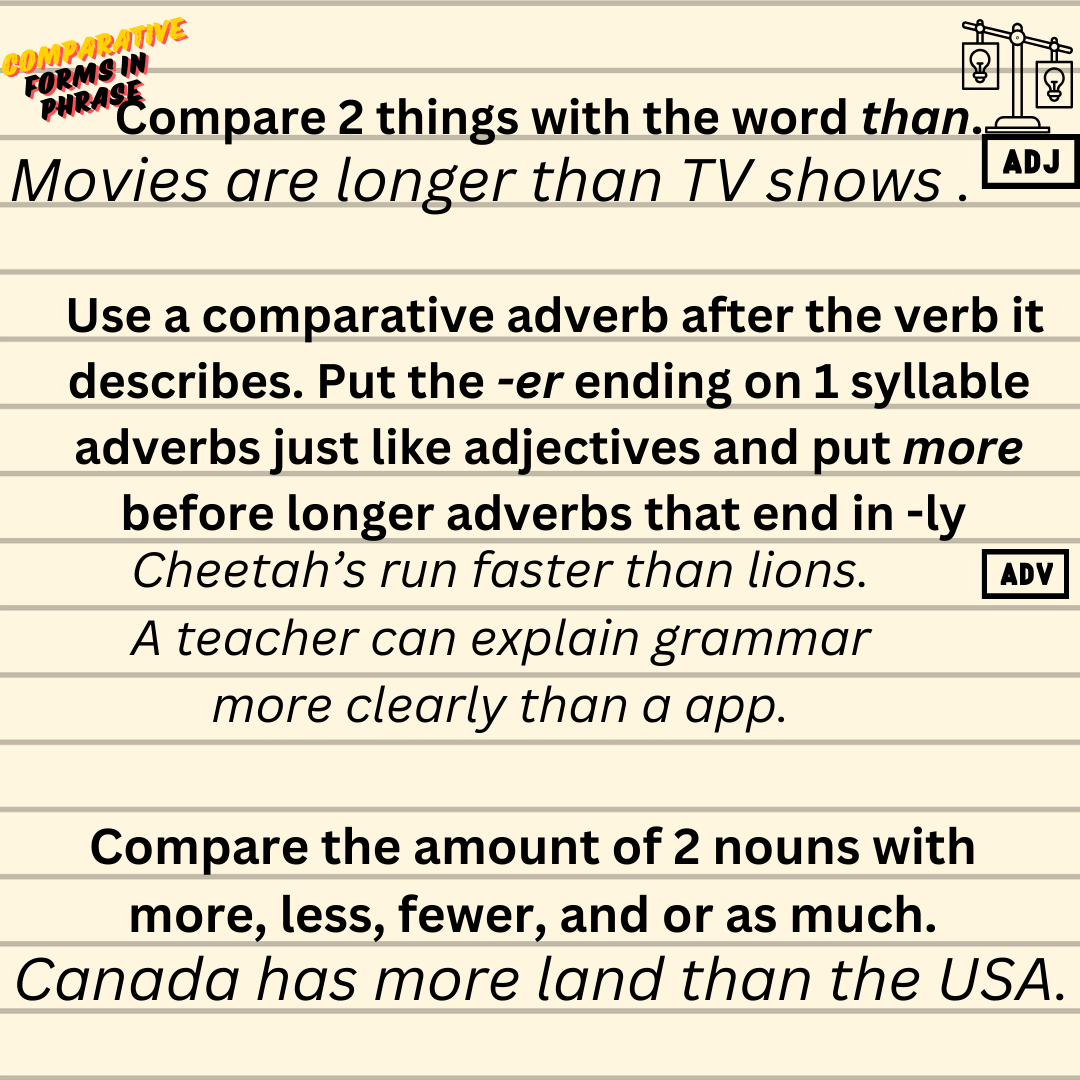 COMPARATIVE
FORMS IN
PHRASE
Compare 2 things with the word than.
Movies are longer than TV shows .
ADJ
Use a comparative adverb after the verb it
describes. Put the -er ending on 1 syllable
adverbs just like adjectives and put more
before longer adverbs that end in -ly
Cheetah’s run faster than lions.
ADV
A teacher can explain grammar
more clearly than a app.
Compare the amount of 2 nouns with
more, less, fewer, and or as much.
Canada has more land than the USA.